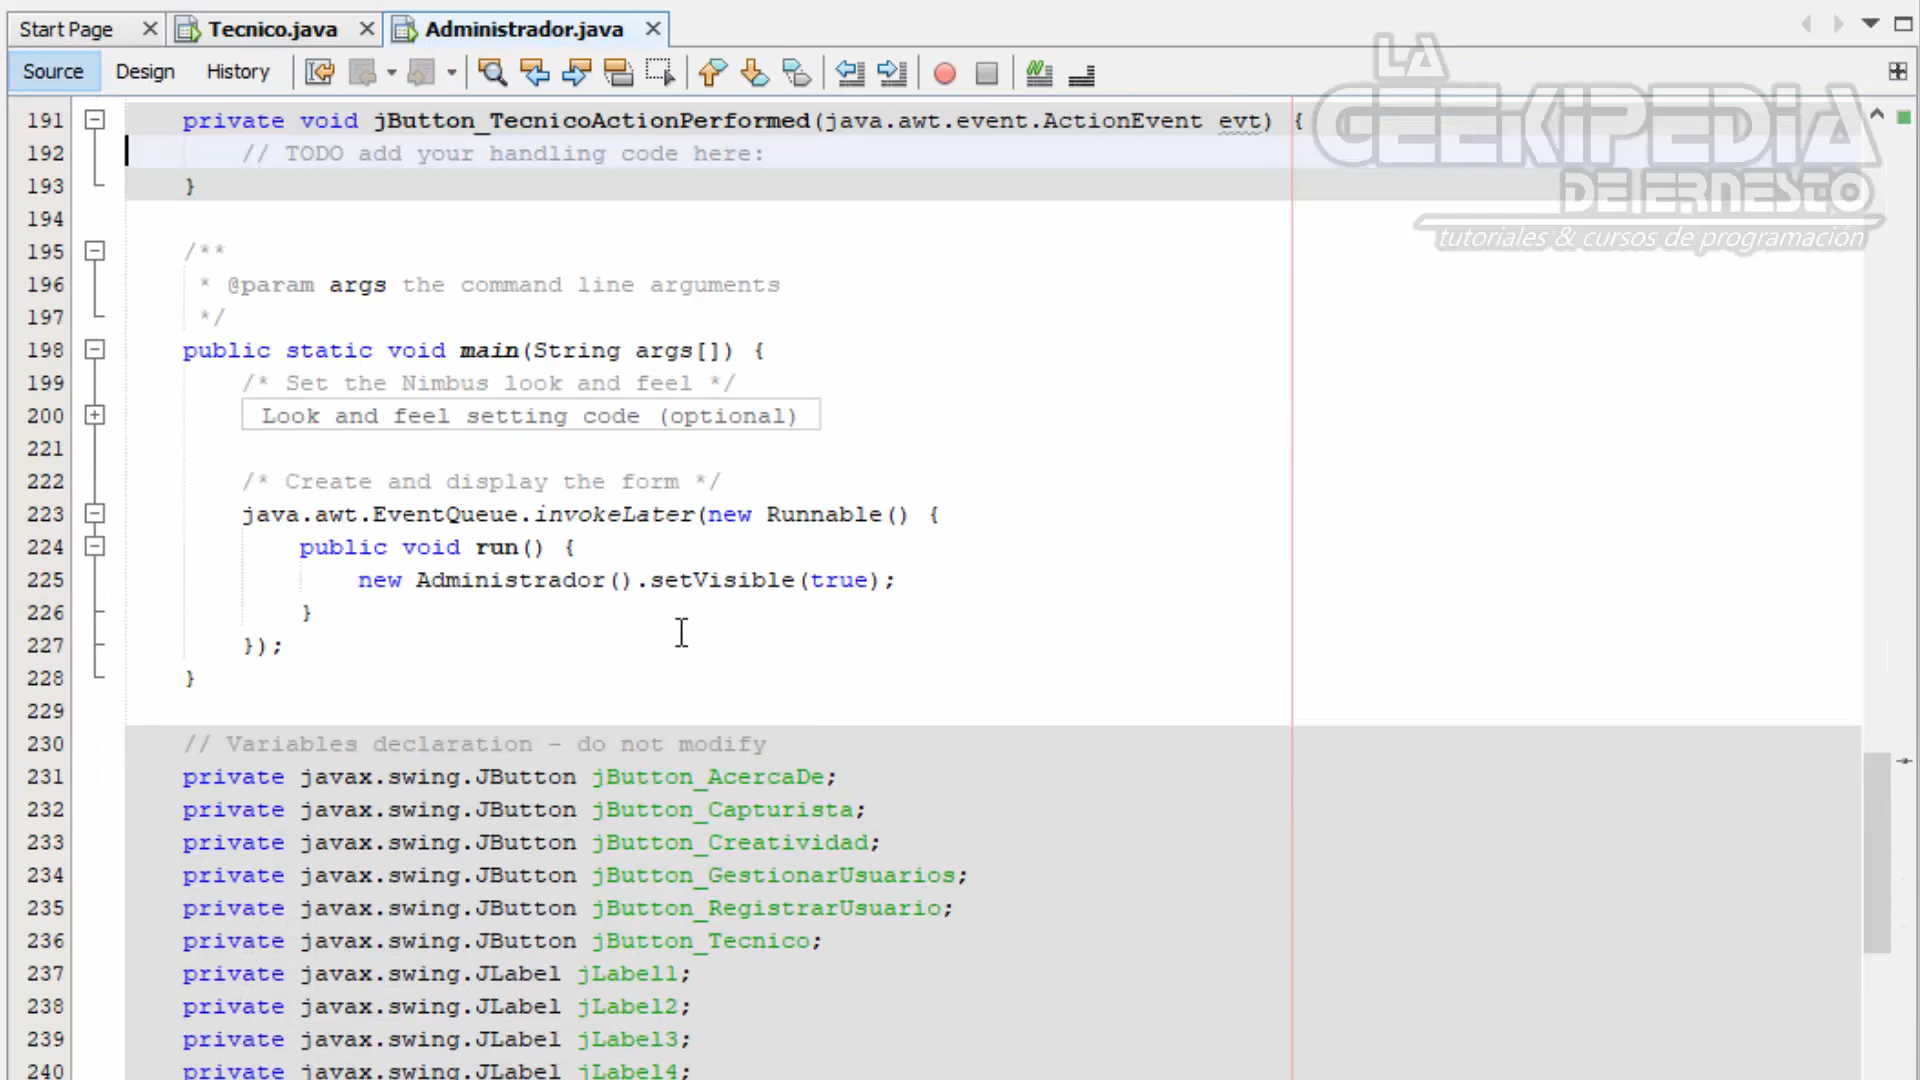 Start Page
Tecnico.java
Administrador.java
Source Design History
LA
GEEKIPEDIA
DE ERNESTO
tutoriales & cursos de programación
191 private void jButton_TecnicoActionPerformed(java.awt.event.ActionEvent evt) {
192 // TODO add your handling code here:
193 }
194
195 /**
196 * @param args the command line arguments
197 */
198 public static void main(String args[]) {
199 /* Set the Nimbus look and feel */
200 Look and feel setting code (optional)
221
222 /* Create and display the form */
223 java.awt.EventQueue.invokeLater(new Runnable() {
224 public void run() {
225 new Administrador().setVisible(true);
226 }
227 });
228 }
229
230 // Variables declaration - do not modify
231 private javax.swing.JButton jButton_AcercaDe;
232 private javax.swing.JButton jButton_Capturista;
233 private javax.swing.JButton jButton_Creatividad;
234 private javax.swing.JButton jButton_GestionarUsuarios;
235 private javax.swing.JButton jButton_RegistrarUsuario;
236 private javax.swing.JButton jButton_Tecnico;
237 private javax.swing.JLabel jLabel1;
238 private javax.swing.JLabel jLabel2;
239 private javax.swing.JLabel jLabel3;
240 private javax.swing.JLabel jLabel4;